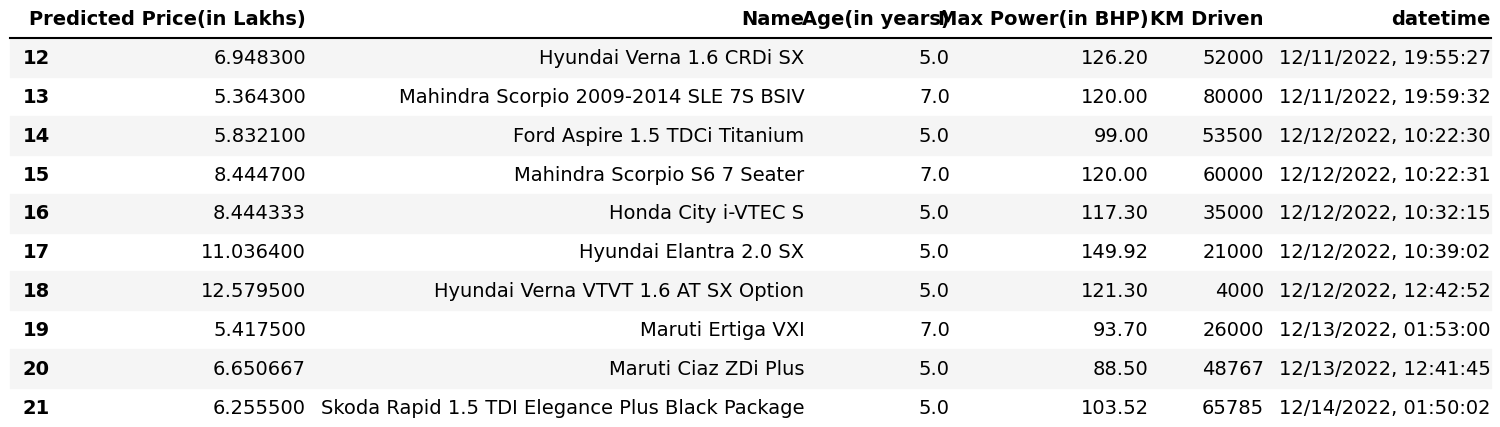 Predicted Price(in Lakhs) Name Age(in years) Max Power(in BHP) KM Driven datetime
12 6.948300 Hyundai Verna 1.6 CRDi SX 5.0 126.20 52000 12/11/2022, 19:55:27
13 5.364300 Mahindra Scorpio 2009-2014 SLE 7S BSIV 7.0 120.00 80000 12/11/2022, 19:59:32
14 5.832100 Ford Aspire 1.5 TDCi Titanium 5.0 99.00 53500 12/12/2022, 10:22:30
15 8.444700 Mahindra Scorpio S6 7 Seater 7.0 120.00 60000 12/12/2022, 10:22:31
16 8.444333 Honda City i-VTEC S 5.0 117.30 35000 12/12/2022, 10:32:15
17 11.036400 Hyundai Elantra 2.0 SX 5.0 149.92 21000 12/12/2022, 10:39:02
18 12.579500 Hyundai Verna VTVT 1.6 AT SX Option 5.0 121.30 4000 12/12/2022, 12:42:52
19 5.417500 Maruti Ertiga VXI 7.0 93.70 26000 12/13/2022, 01:53:00
20 6.650667 Maruti Ciaz ZDi Plus 5.0 88.50 48767 12/13/2022, 12:41:45
21 6.255500 Skoda Rapid 1.5 TDI Elegance Plus Black Package 5.0 103.52 65785 12/14/2022, 01:50:02